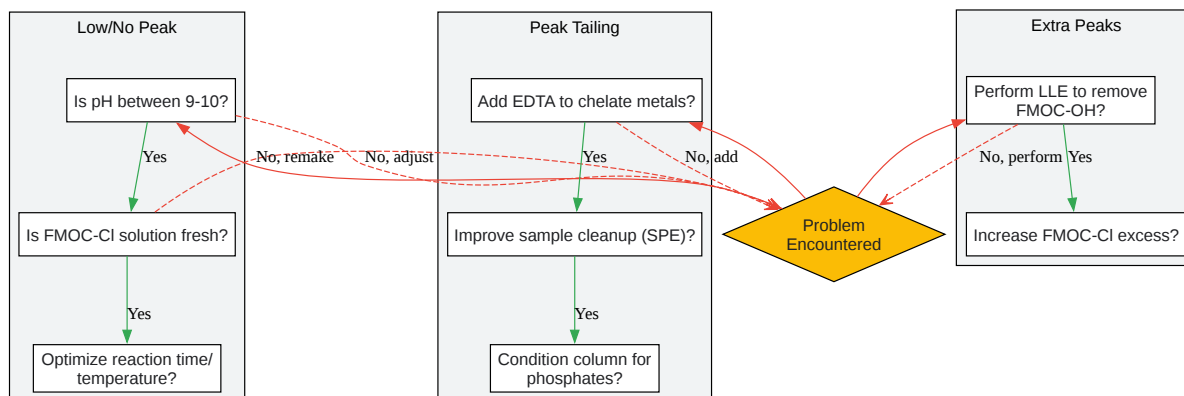 Low/No Peak
Is pH between 9-10?
Yes
No, remake
No, adjust
Is FMOC-Cl solution fresh?
Yes
Optimize reaction time/
temperature?
Peak Tailing
Add EDTA to chelate metals?
Yes
No, add
Improve sample cleanup (SPE)?
Yes
Condition column for
phosphates?
Problem
Encountered
Extra Peaks
Perform LLE to remove
FMOC-OH?
No, perform
Yes
Increase FMOC-Cl excess?